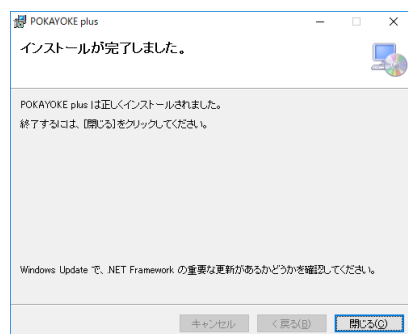 POKAYOKE plus
インストールが完了しました。
POKAYOKE plus は正しくインストールされました。
終了するには、[閉じる]をクリックしてください。
Windows Update で、.NET Framework の重要な更新があるかどうかを確認してください。
キャンセル < 戻る(B) 閉じる(C)